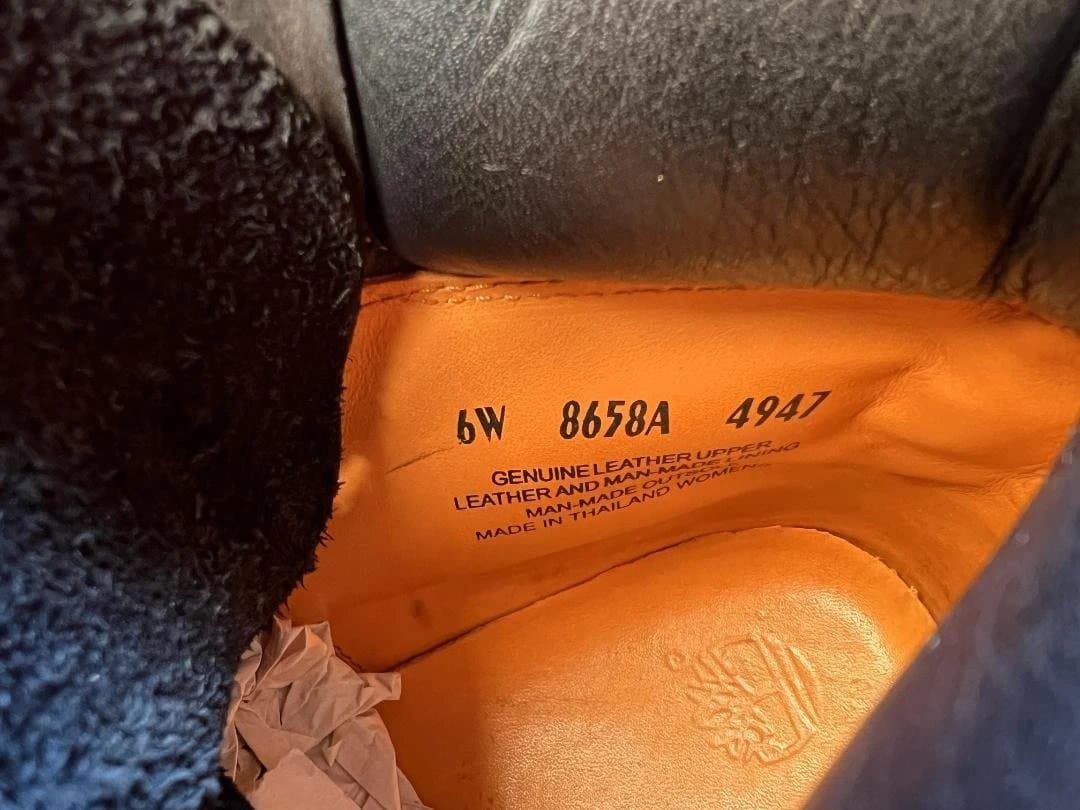 6W 8658A 4947
GENUINE LEATHER UPPER
LEATHER AND MAN-MADE LINING
MAN-MADE OUTSOLE
MADE IN THAILAND WOMEN